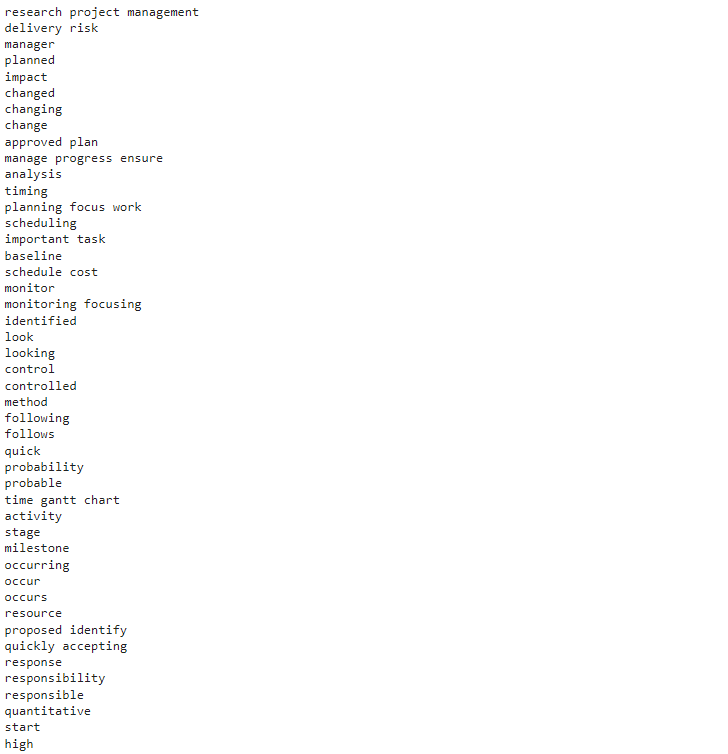 research project management
delivery risk
manager
planned
impact
changed
changing
change
approved plan
manage progress ensure
analysis
timing
planning focus work
scheduling
important task
baseline
schedule cost
monitor
monitoring focusing
identified
look
looking
control
controlled
method
following
follows
quick
probability
probable
time gantt chart
activity
stage
milestone
occurring
occur
occurs
resource
proposed identify
quickly accepting
response
responsibility
responsible
quantitative
start
high